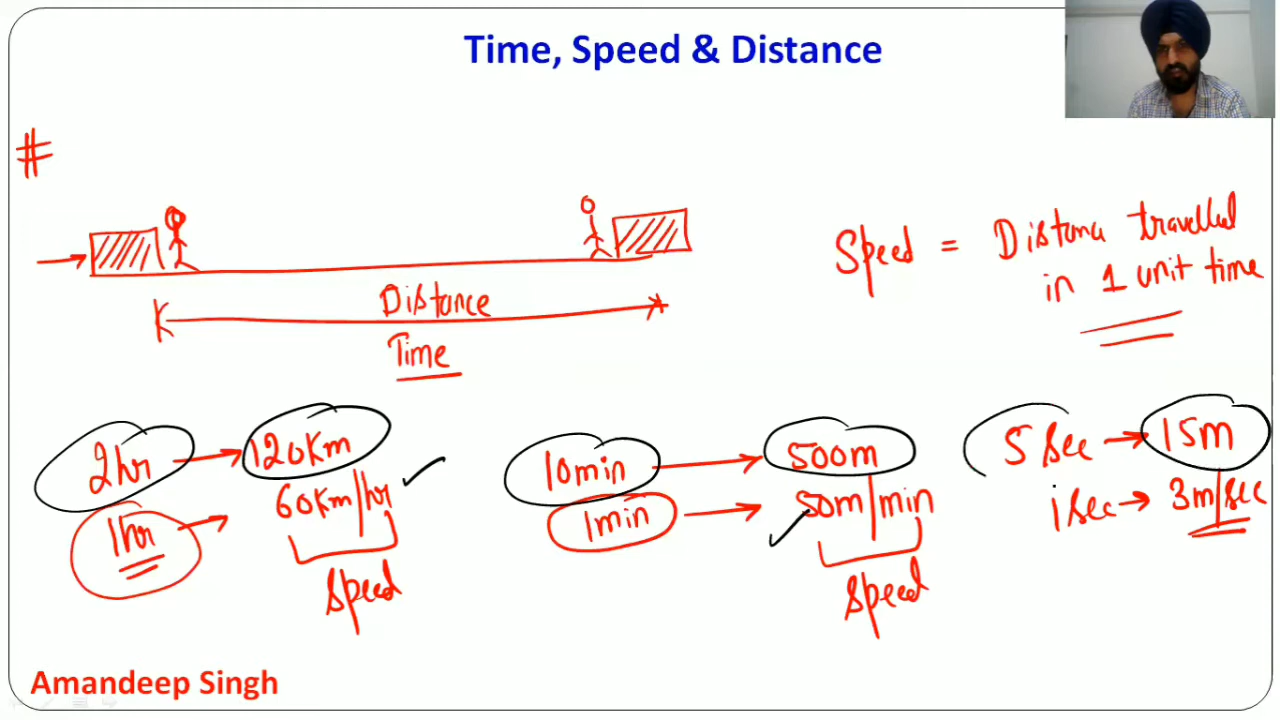 Time, Speed & Distance
#
Distance
Time
Speed = Distance travelled
in 1 unit time
2hr → 120Km
1hr → 60Km/hr
Speed
10min → 500m
1min → 50m/min
Speed
5 Sec → 15m
1sec → 3m/sec
Amandeep Singh